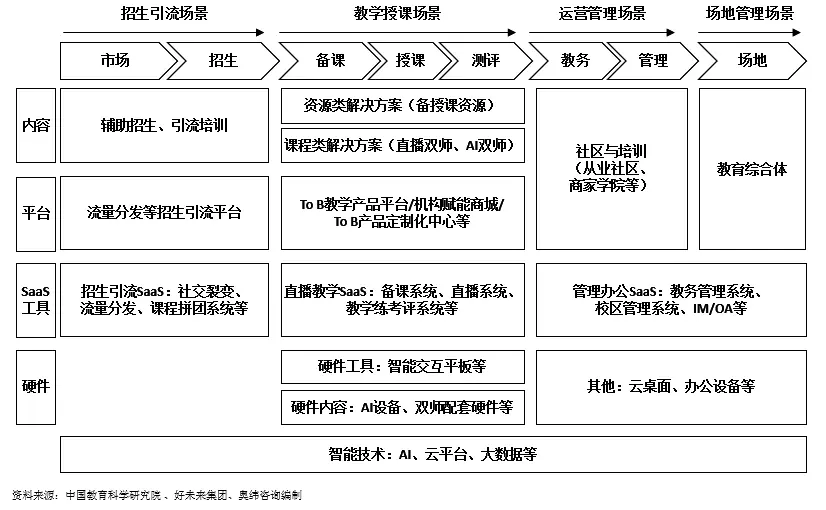 招生引流场景
教学授课场景
运营管理场景
场地管理场景
市场
招生
备课
授课
测评
教务
管理
场地
内容
辅助招生、引流培训
资源类解决方案（备授课资源）
课程类解决方案（直播双师、AI双师）
社区与培训
（从业社区、
商家学院等）
教育综合体
平台
流量分发等招生引流平台
To B教学产品平台/机构赋能商城/
To B产品定制化中心等
SaaS
工具
招生引流SaaS：社交裂变、
流量分发、课程拼团系统等
直播教学SaaS：备课系统、直播系统、
教学练考评系统等
管理办公SaaS：教务管理系统、
校区管理系统、IM/OA等
硬件
硬件工具：智能交互平板等
硬件内容：AI设备、双师配套硬件等
其他：云桌面、办公设备等
智能技术：AI、云平台、大数据等
资料来源：中国教育科学研究院 、好未来集团、奥纬咨询编制